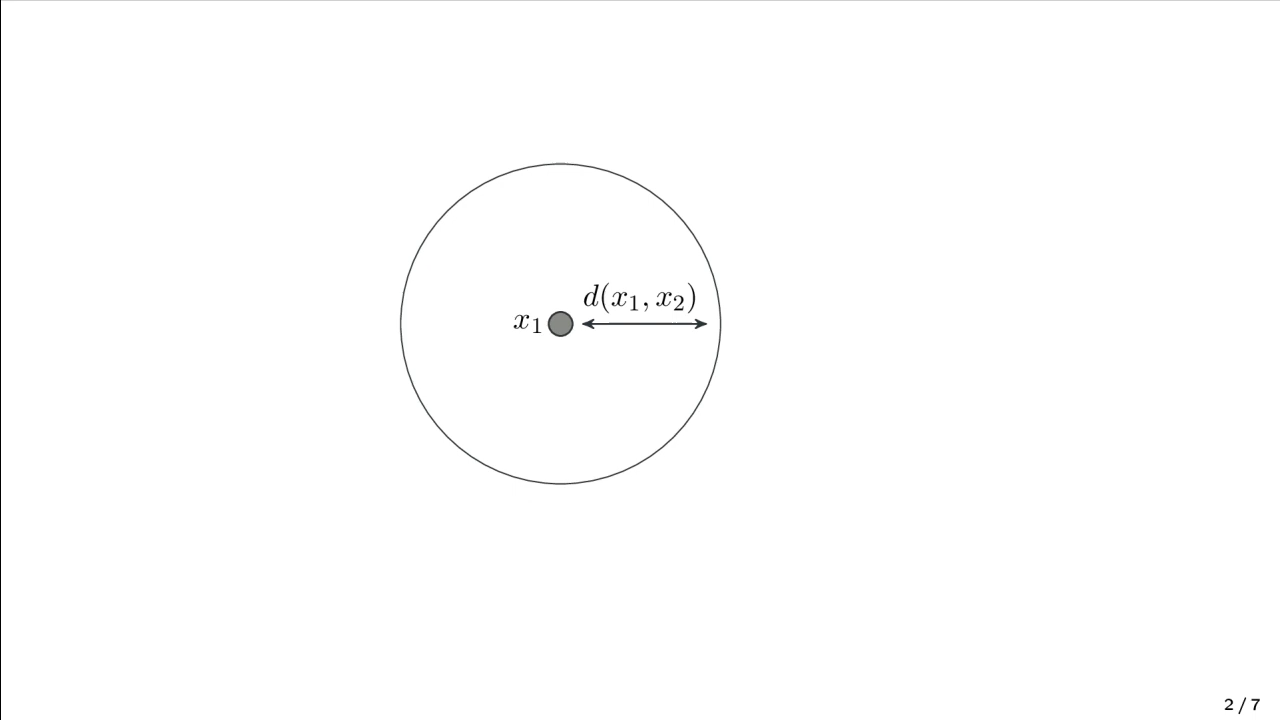 d(x₁, x₂)
x₁
2 / 7